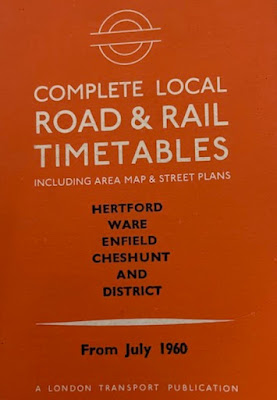 COMPLETE LOCAL
ROAD & RAIL
TIMETABLES
INCLUDING AREA MAP & STREET PLANS
HERTFORD
WARE
ENFIELD
CHESHUNT
AND
DISTRICT
From July 1960
A LONDON TRANSPORT PUBLICATION